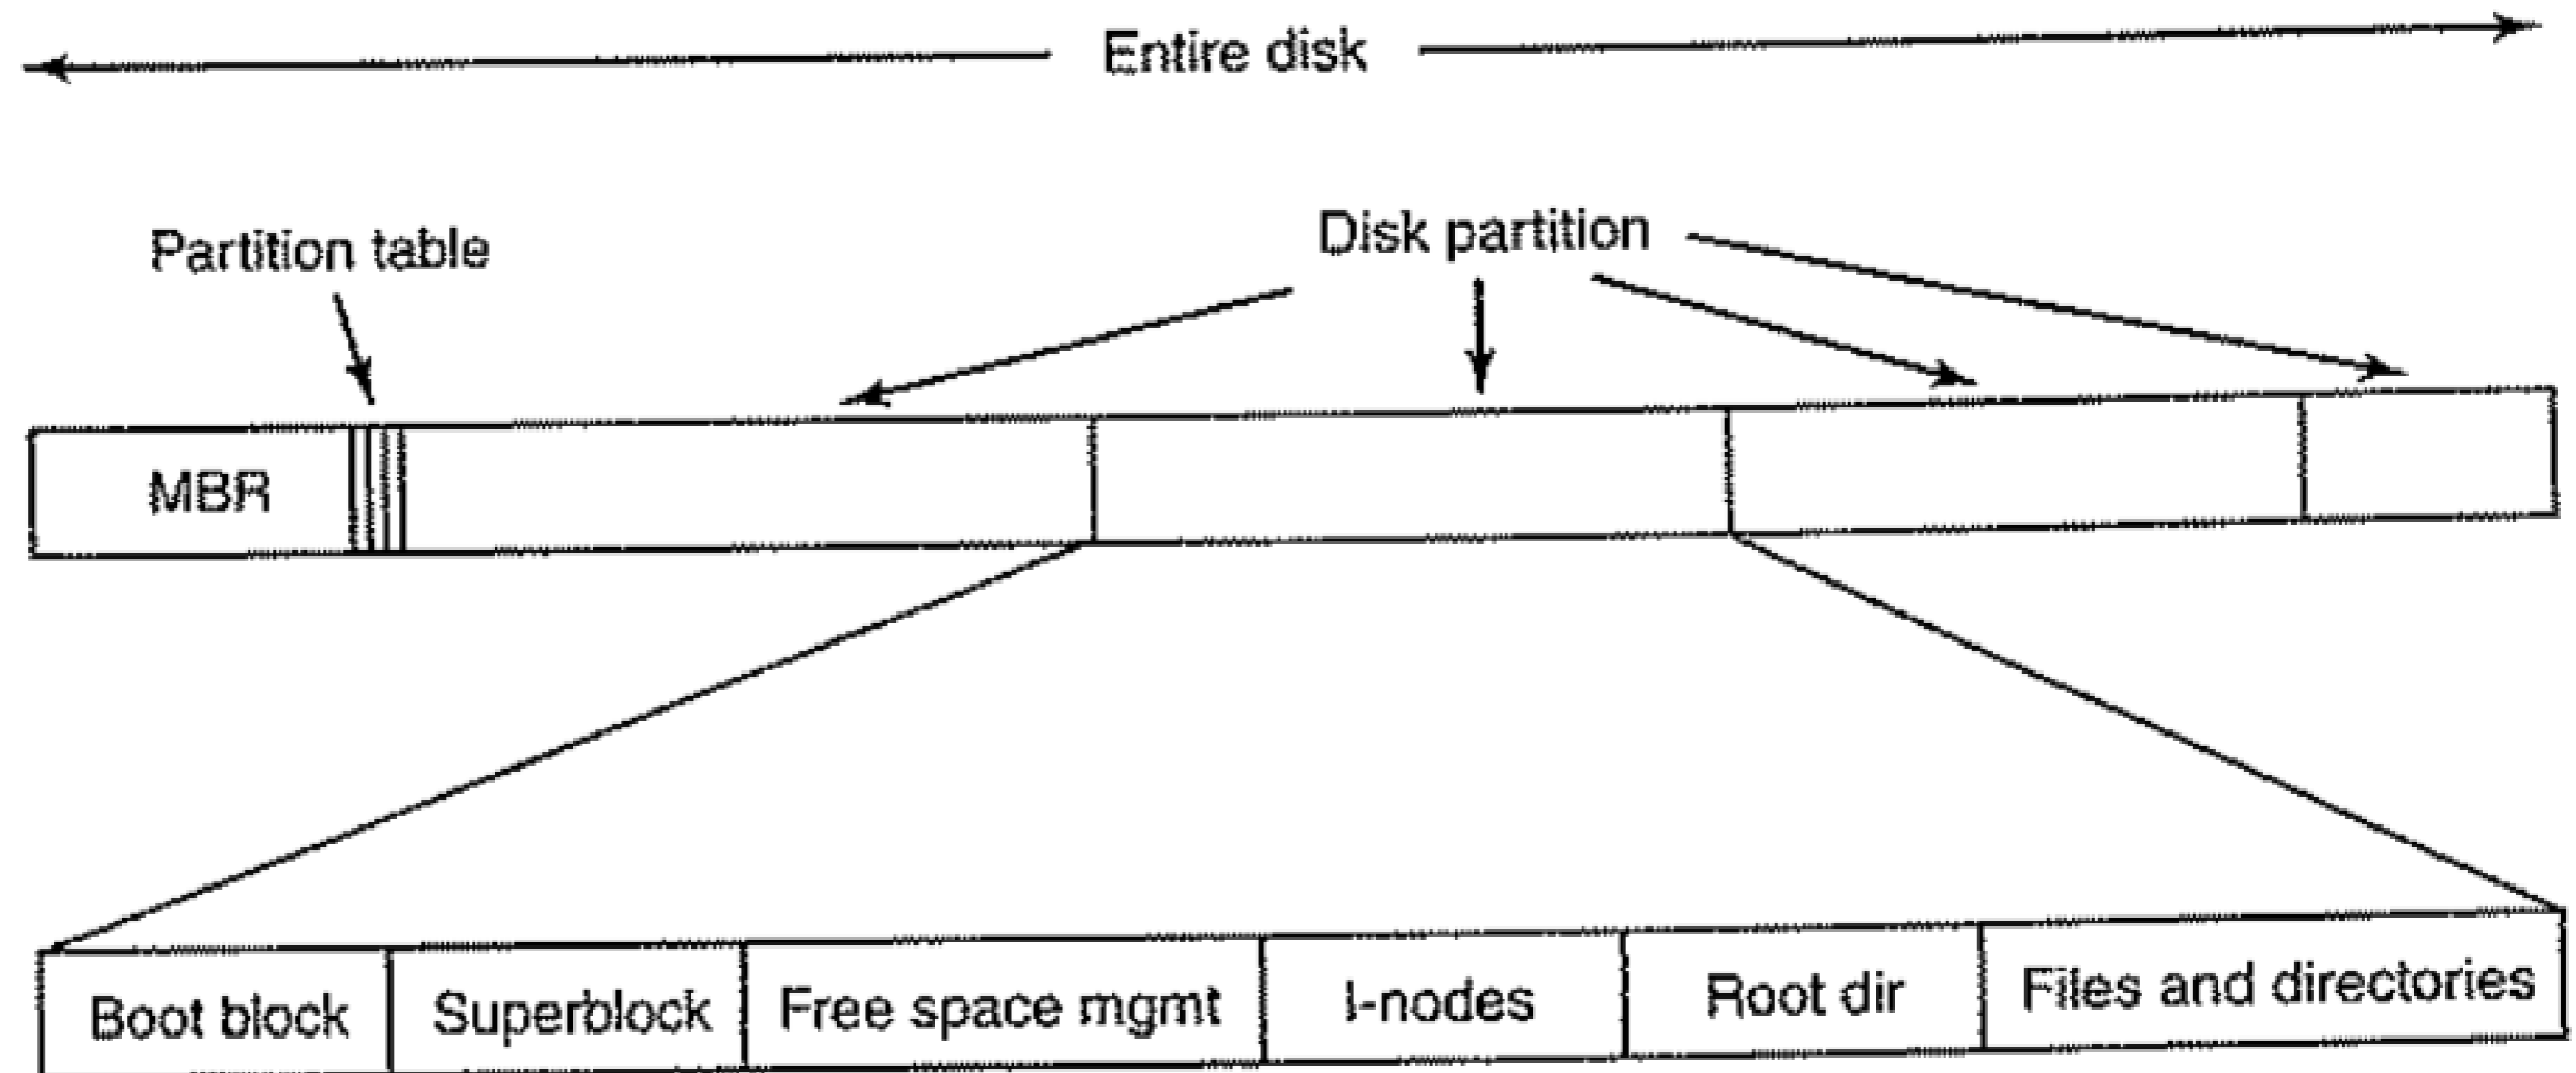 Entire disk
Partition table
Disk partition
MBR
Boot block
Superblock
Free space mgmt
I-nodes
Root dir
Files and directories